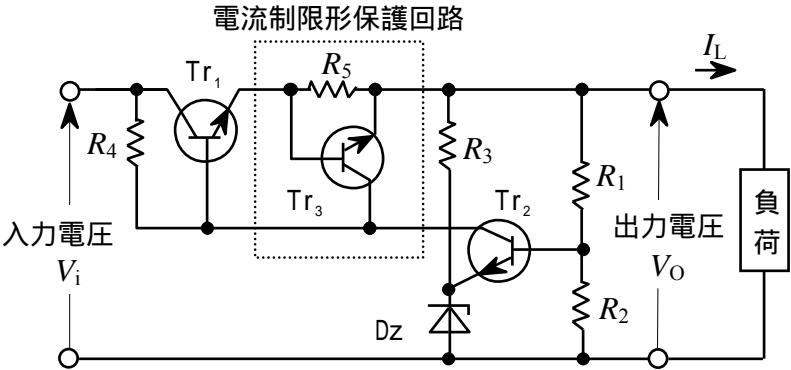 電流制限形保護回路
I_L
Tr₁
R₅
R₄
R₃
Tr₃
Tr₂
R₁
入力電圧
V_i
出力電圧
V_O
負荷
R₂
Dz